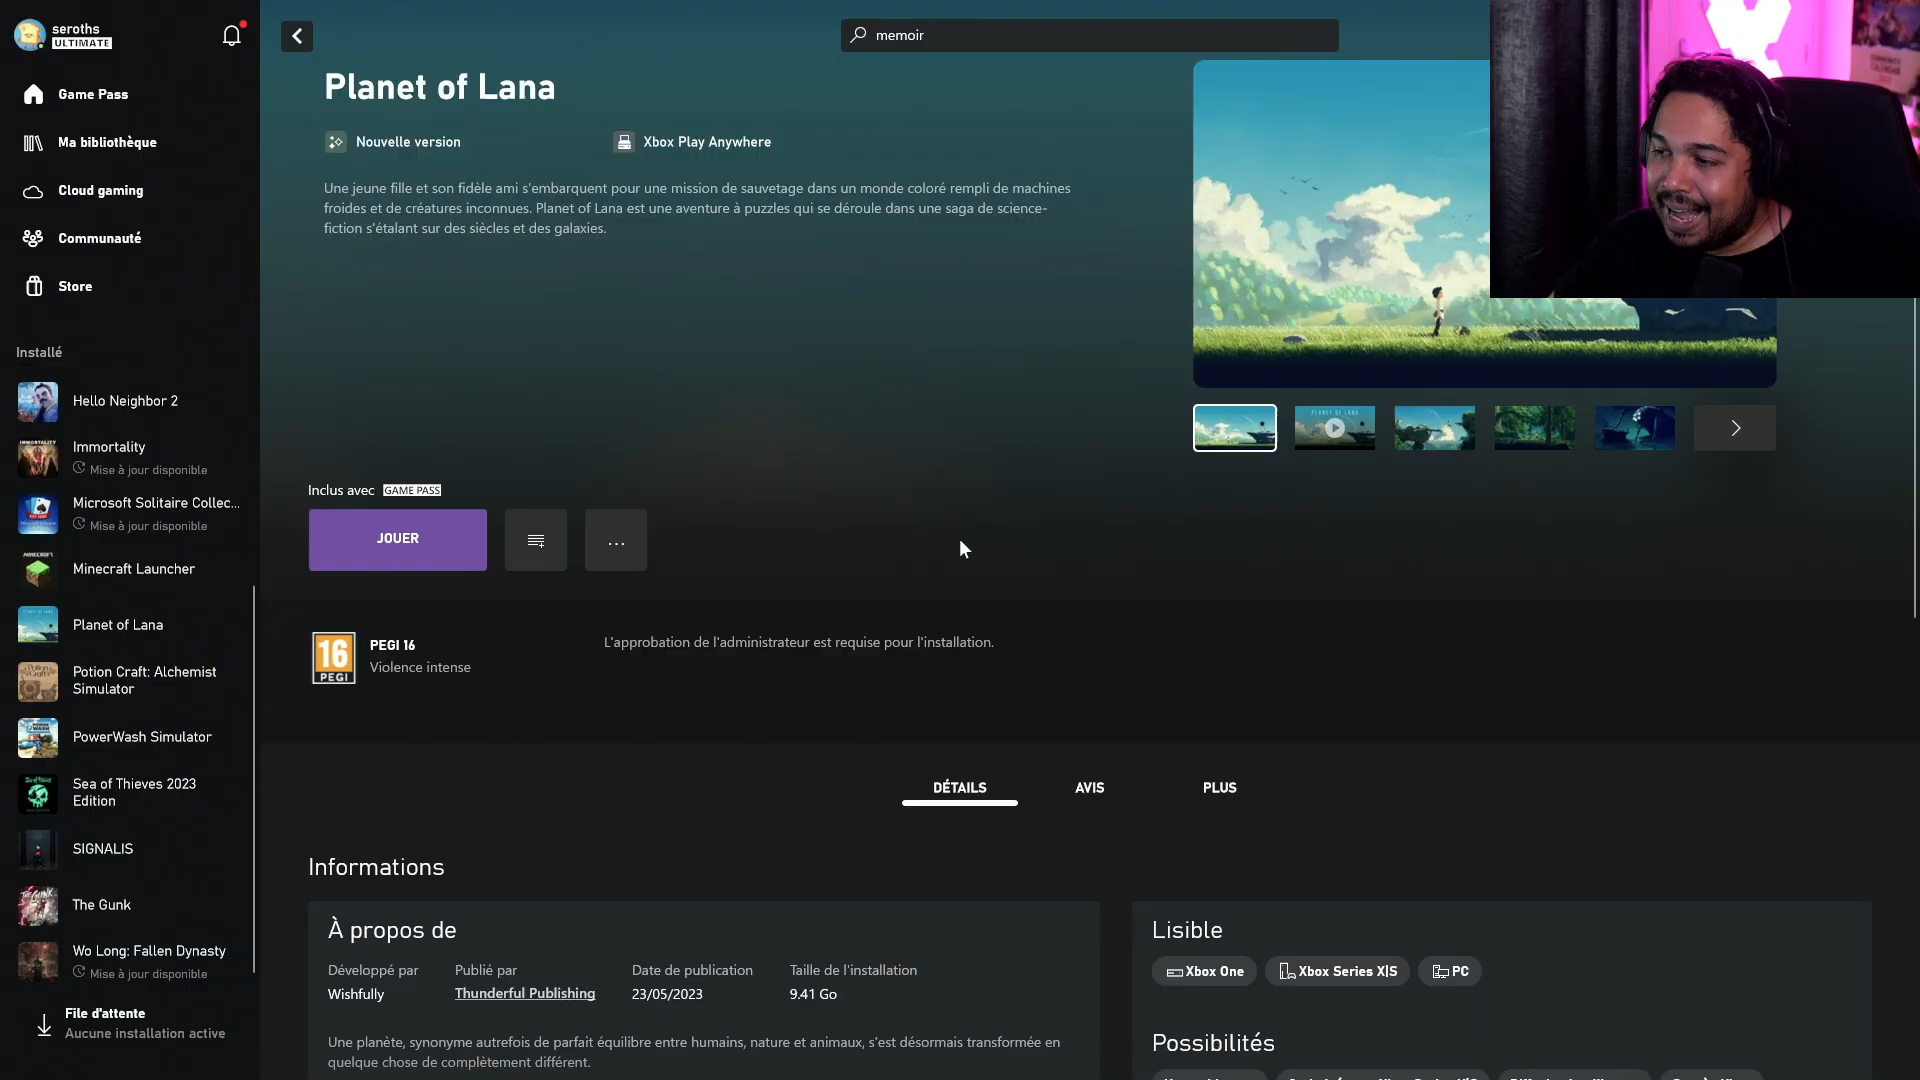 seroths
ULTIMATE
memoir
Game Pass
Ma bibliothèque
Cloud gaming
Communauté
Store
Installé
Hello Neighbor 2
Immortality
Mise à jour disponible
Microsoft Solitaire Collec...
Mise à jour disponible
Minecraft Launcher
Planet of Lana
Potion Craft: Alchemist
Simulator
PowerWash Simulator
Sea of Thieves 2023
Edition
SIGNALIS
The Gunk
Wo Long: Fallen Dynasty
Mise à jour disponible
File d'attente
Aucune installation active
Planet of Lana
Nouvelle version
Xbox Play Anywhere
Une jeune fille et son fidèle ami s'embarquent pour une mission de sauvetage dans un monde coloré rempli de machines
froides et de créatures inconnues. Planet of Lana est une aventure à puzzles qui se déroule dans une saga de science-
fiction s'étalant sur des siècles et des galaxies.
PLANET OF LANA
Inclus avec GAME PASS
JOUER
...
16
PEGI
PEGI 16
Violence intense
L'approbation de l'administrateur est requise pour l'installation.
DÉTAILS
AVIS
PLUS
Informations
À propos de
Développé par
Wishfully
Publié par
Thunderful Publishing
Date de publication
23/05/2023
Taille de l'installation
9.41 Go
Une planète, synonyme autrefois de parfait équilibre entre humains, nature et animaux, s'est désormais transformée en
quelque chose de complètement différent.
Lisible
Xbox One
Xbox Series X|S
PC
Possibilités